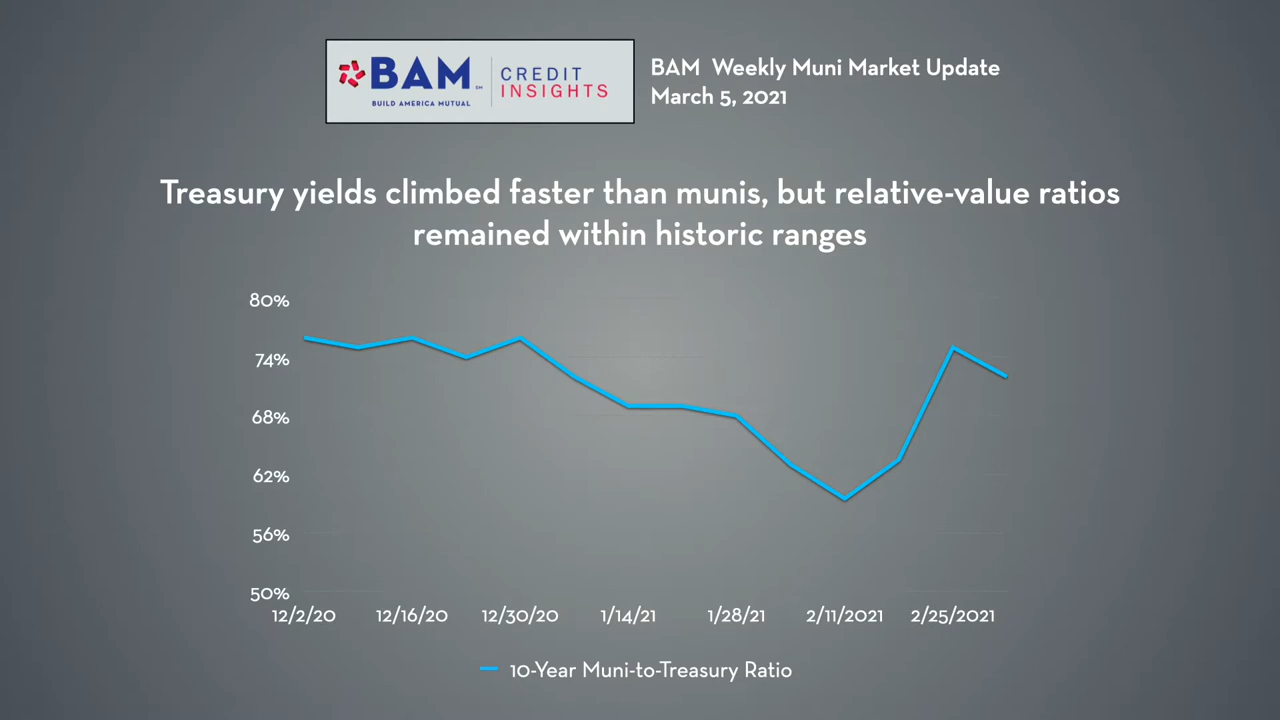 BAM SM
BUILD AMERICA MUTUAL
CREDIT
INSIGHTS
BAM Weekly Muni Market Update
March 5, 2021
Treasury yields climbed faster than munis, but relative-value ratios
remained within historic ranges
80%
74%
68%
62%
56%
50%
12/2/20 12/16/20 12/30/20 1/14/21 1/28/21 2/11/2021 2/25/2021
10-Year Muni-to-Treasury Ratio